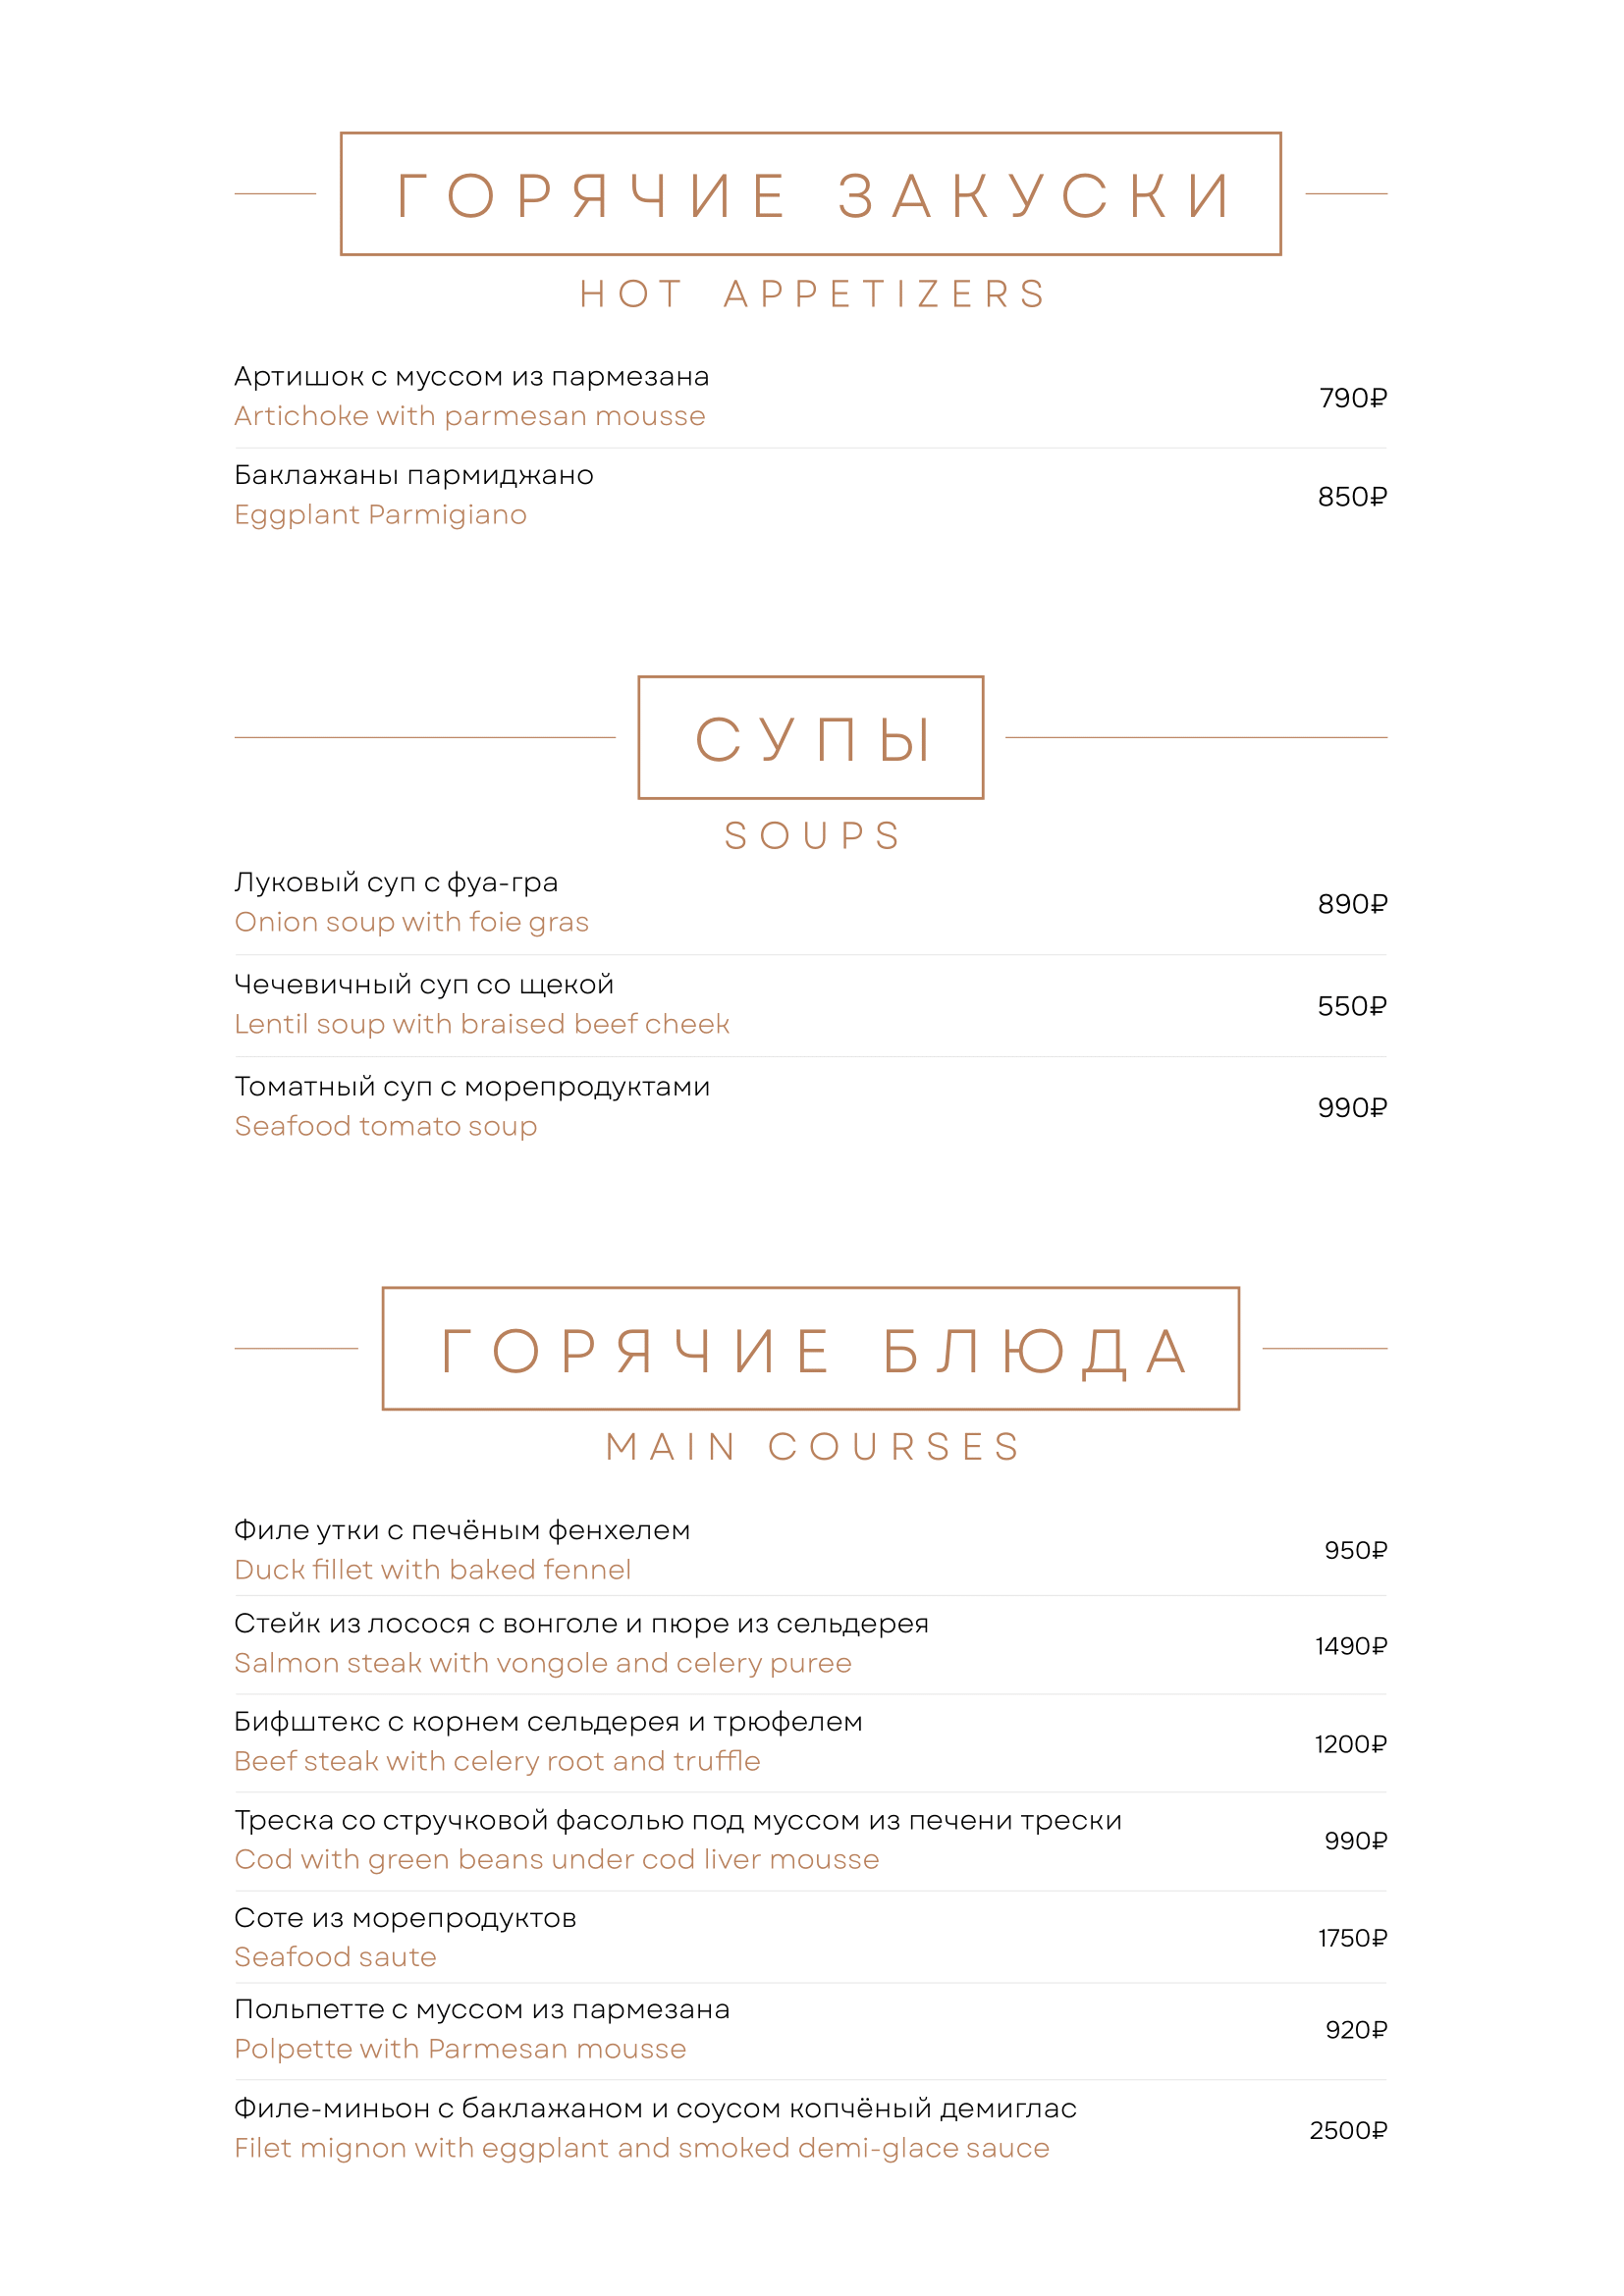 ГОРЯЧИЕ ЗАКУСКИ
HOT APPETIZERS
Артишок с муссом из пармезана
Artichoke with parmesan mousse
790₽
Баклажаны пармиджано
Eggplant Parmigiano
850₽
СУПЫ
SOUPS
Луковый суп с фуа-гра
Onion soup with foie gras
890₽
Чечевичный суп со щекой
Lentil soup with braised beef cheek
550₽
Томатный суп с морепродуктами
Seafood tomato soup
990₽
ГОРЯЧИЕ БЛЮДА
MAIN COURSES
Филе утки с печёным фенхелем
Duck fillet with baked fennel
950₽
Стейк из лосося с вонголе и пюре из сельдерея
Salmon steak with vongole and celery puree
1490₽
Бифштекс с корнем сельдерея и трюфелем
Beef steak with celery root and truffle
1200₽
Треска со стручковой фасолью под муссом из печени трески
Cod with green beans under cod liver mousse
990₽
Соте из морепродуктов
Seafood saute
1750₽
Польпетте с муссом из пармезана
Polpette with Parmesan mousse
920₽
Филе-миньон с баклажаном и соусом копчёный демиглас
Filet mignon with eggplant and smoked demi-glace sauce
2500₽